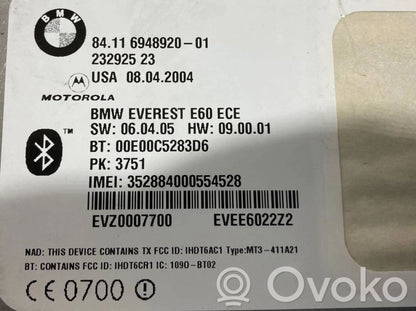 BMW
84.11 6948920-01
232925 23
USA 08.04.2004
MOTOROLA
BMW EVEREST E60 ECE
SW: 06.04.05 HW: 09.00.01
BT: 00E00C5283D6
PK: 3751
IMEI: 352884000554528
EVZ0007700 EVEE6022Z2
NAD: THIS DEVICE CONTAINS TX FCC ID: IHDT6AC1 Type:MT3-411A21
BT: CONTAINS FCC ID: IHDT6CR1 IC: 109O-BT02
CE 0700
Ovoko
TM